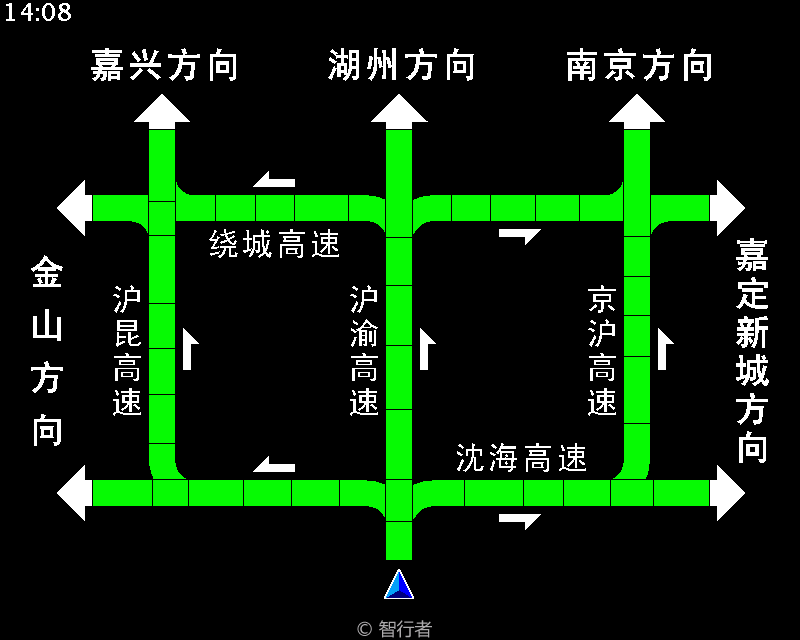 14:08
嘉兴方向
湖州方向
南京方向
绕城高速
金山方向
沪昆高速
沪渝高速
京沪高速
嘉定新城方向
沈海高速
© 智行者